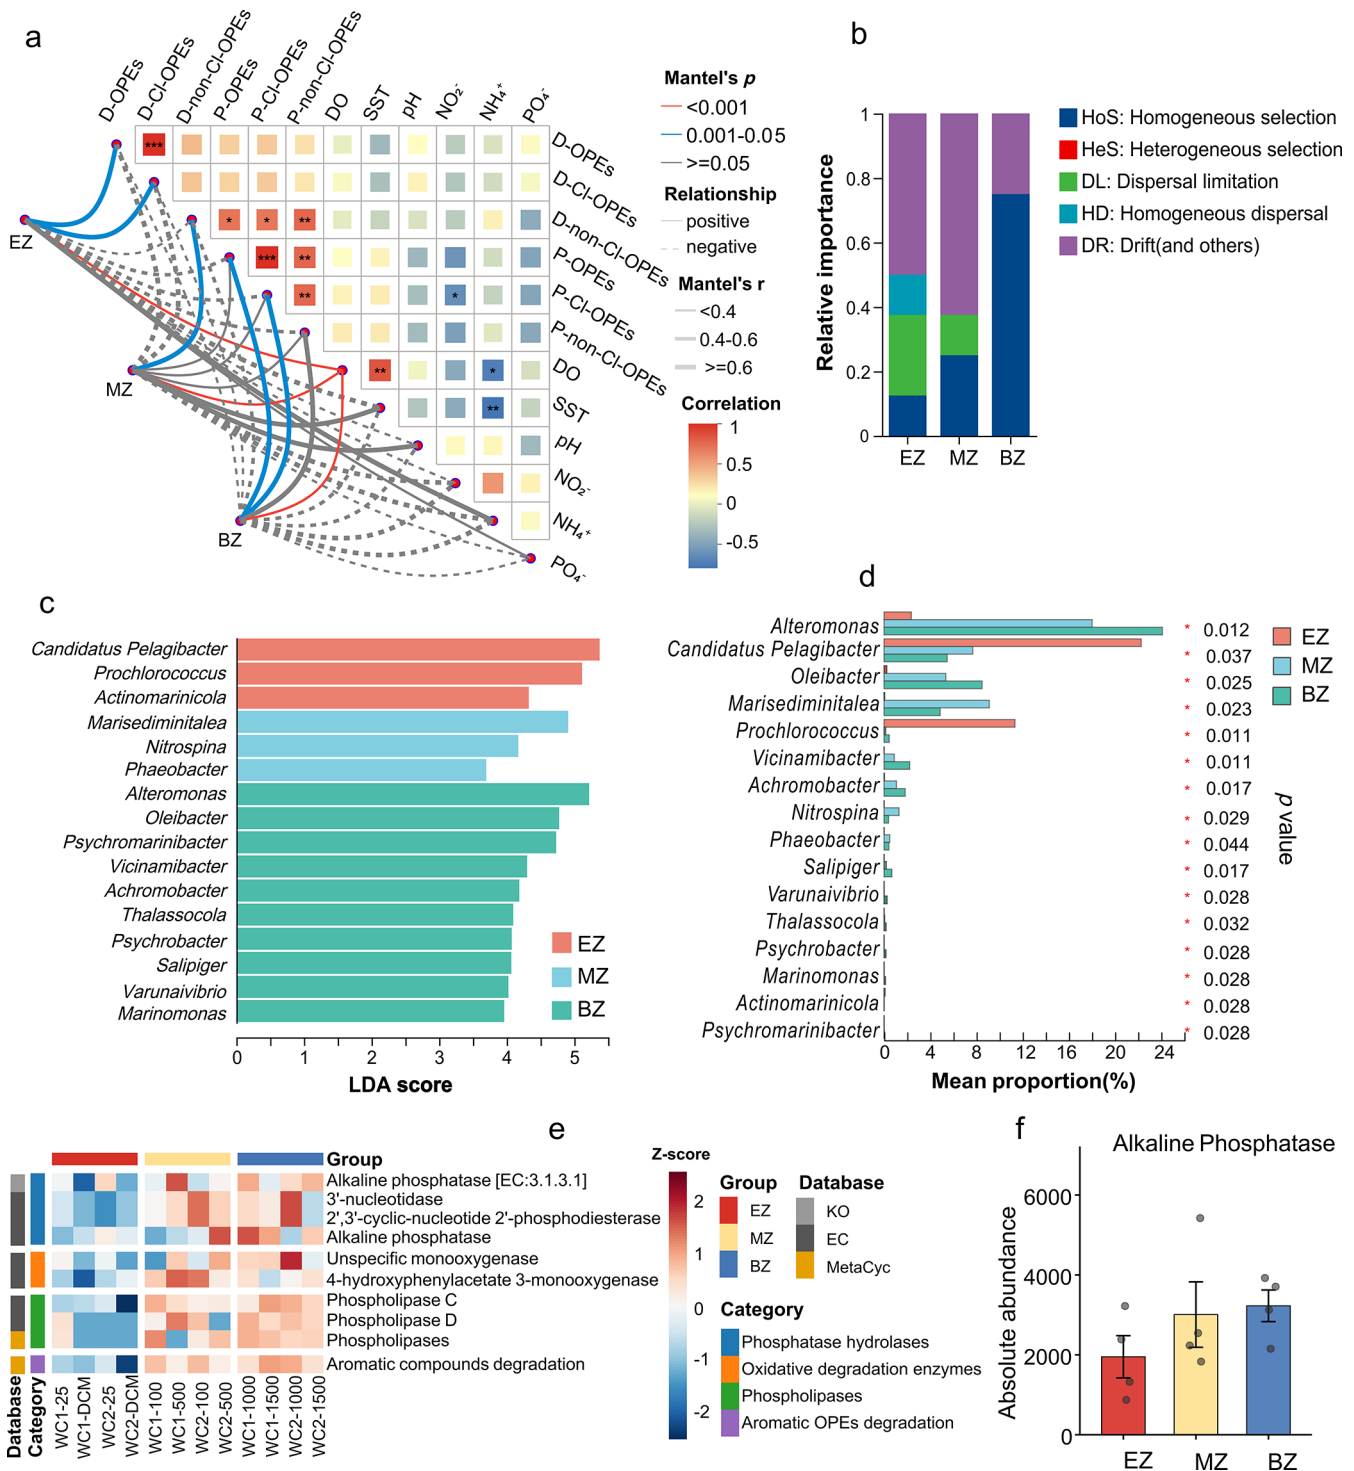 a
D-OPEs
D-Cl-OPEs
D-non-Cl-OPEs
P-OPEs
P-Cl-OPEs
P-non-Cl-OPEs
DO
SST
pH
NO₂⁻
NH₄⁺
PO₄⁻
D-OPEs
D-Cl-OPEs
D-non-Cl-OPEs
P-OPEs
P-Cl-OPEs
P-non-Cl-OPEs
DO
SST
pH
NO₂⁻
NH₄⁺
PO₄⁻
***
* * **
*** **
** *
** *
**
EZ
MZ
BZ
Mantel's p
<0.001
0.001-0.05
>=0.05
Relationship
positive
negative
Mantel's r
<0.4
0.4-0.6
>=0.6
Correlation
1
0.5
0
-0.5
b
Relative importance
1
0.8
0.6
0.4
0.2
0
EZ MZ BZ
HoS: Homogeneous selection
HeS: Heterogeneous selection
DL: Dispersal limitation
HD: Homogeneous dispersal
DR: Drift(and others)
c
Candidatus Pelagibacter
Prochlorococcus
Actinomarinicola
Marisediminitalea
Nitrospina
Phaeobacter
Alteromonas
Oleibacter
Psychromarinibacter
Vicinamibacter
Achromobacter
Thalassocola
Psychrobacter
Salipiger
Varunaivibrio
Marinomonas
0 1 2 3 4 5
LDA score
EZ
MZ
BZ
d
Alteromonas * 0.012
Candidatus Pelagibacter * 0.037
Oleibacter * 0.025
Marisediminitalea * 0.023
Prochlorococcus * 0.011
Vicinamibacter * 0.011
Achromobacter * 0.017
Nitrospina * 0.029
Phaeobacter * 0.044
Salipiger * 0.017
Varunaivibrio * 0.028
Thalassocola * 0.032
Psychrobacter * 0.028
Marinomonas * 0.028
Actinomarinicola * 0.028
Psychromarinibacter * 0.028
0 4 8 12 16 20 24
Mean proportion(%)
p value
EZ
MZ
BZ
e
Group
Alkaline phosphatase [EC:3.1.3.1]
3'-nucleotidase
2',3'-cyclic-nucleotide 2'-phosphodiesterase
Alkaline phosphatase
Unspecific monooxygenase
4-hydroxyphenylacetate 3-monooxygenase
Phospholipase C
Phospholipase D
Phospholipases
Aromatic compounds degradation
Database
Category
WC1-25
WC1-DCM
WC2-25
WC2-DCM
WC1-100
WC1-500
WC2-100
WC2-500
WC1-1000
WC1-1500
WC2-1000
WC2-1500
Z-score
2
1
0
-1
-2
Group
EZ
MZ
BZ
Database
KO
EC
MetaCyc
Category
Phosphatase hydrolases
Oxidative degradation enzymes
Phospholipases
Aromatic OPEs degradation
f
Alkaline Phosphatase
Absolute abundance
6000
4000
2000
0
EZ MZ BZ